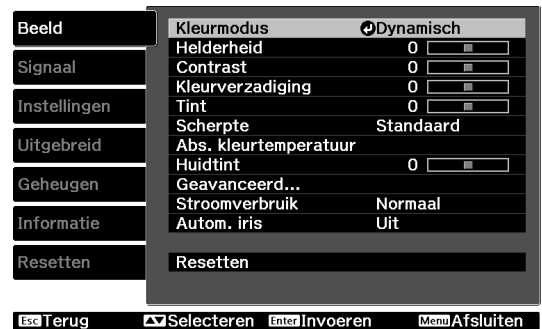 Beeld
Signaal
Instellingen
Uitgebreid
Geheugen
Informatie
Resetten
Kleurmodus Dynamisch
Helderheid 0
Contrast 0
Kleurverzadiging 0
Tint 0
Scherpte Standaard
Abs. kleurtemperatuur
Huidtint 0
Geavanceerd...
Stroomverbruik Normaal
Autom. iris Uit
Resetten
Esc Terug Selecteren Enter Invoeren Menu Afsluiten